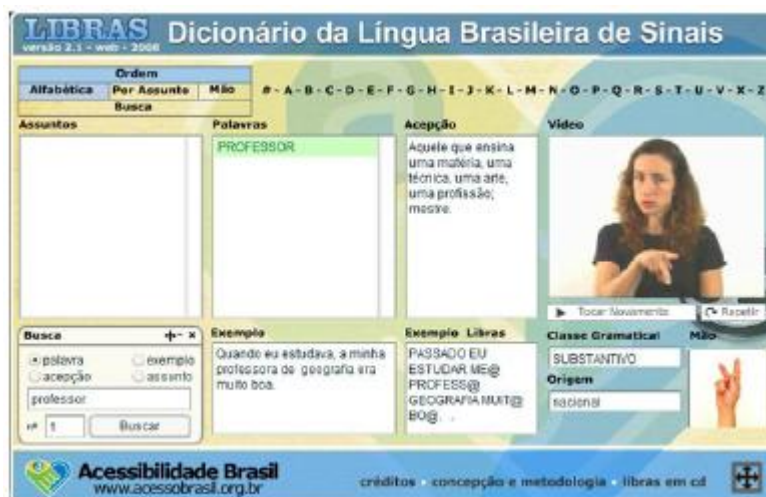 LIBRAS
versão 2.1 - web - 2008
Dicionário da Língua Brasileira de Sinais
Ordem
Alfabética Por Assunto Mão
Busca
# - A - B - C - D - E - F - G - H - I - J - K - L - M - N - O - P - Q - R - S - T - U - V - X - Z
Assuntos
Palavras
PROFESSOR
Acepção
Aquele que ensina
uma matéria, uma
técnica, uma arte,
uma profissão;
mestre.
Vídeo
Tocar Novamente
Repetir
Busca
palavra exemplo
acepção assunto
professor
nº 1 Buscar
Exemplo
Quando eu estudava, a minha
professora de geografia era
muito boa.
Exemplo Libras
PASSADO EU
ESTUDAR ME@
PROFESS@
GEOGRAFIA MUIT@
BO@. .
Classe Gramatical
SUBSTANTIVO
Origem
nacional
Mão
Acessibilidade Brasil
www.acessobrasil.org.br
créditos - concepção e metodologia - libras em cd